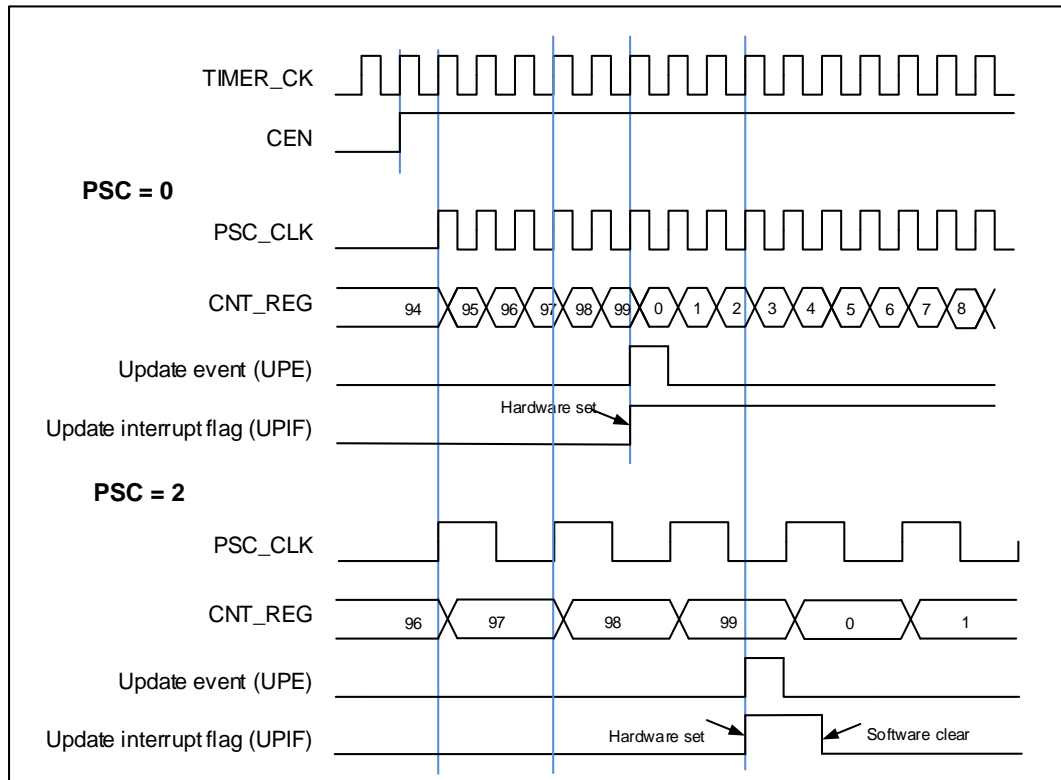 TIMER_CK
CEN
PSC = 0
PSC_CLK
CNT_REG 94 95 96 97 98 99 0 1 2 3 4 5 6 7 8
Update event (UPE)
Hardware set
Update interrupt flag (UPIF)
PSC = 2
PSC_CLK
CNT_REG 96 97 98 99 0 1
Update event (UPE)
Update interrupt flag (UPIF) Hardware set Software clear